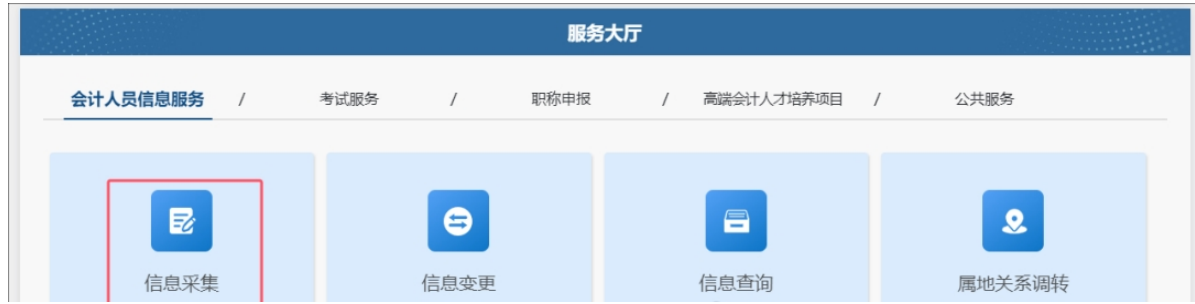 服务大厅
会计人员信息服务 / 考试服务 / 职称申报 / 高端会计人才培养项目 / 公共服务
信息采集 信息变更 信息查询 属地关系调转